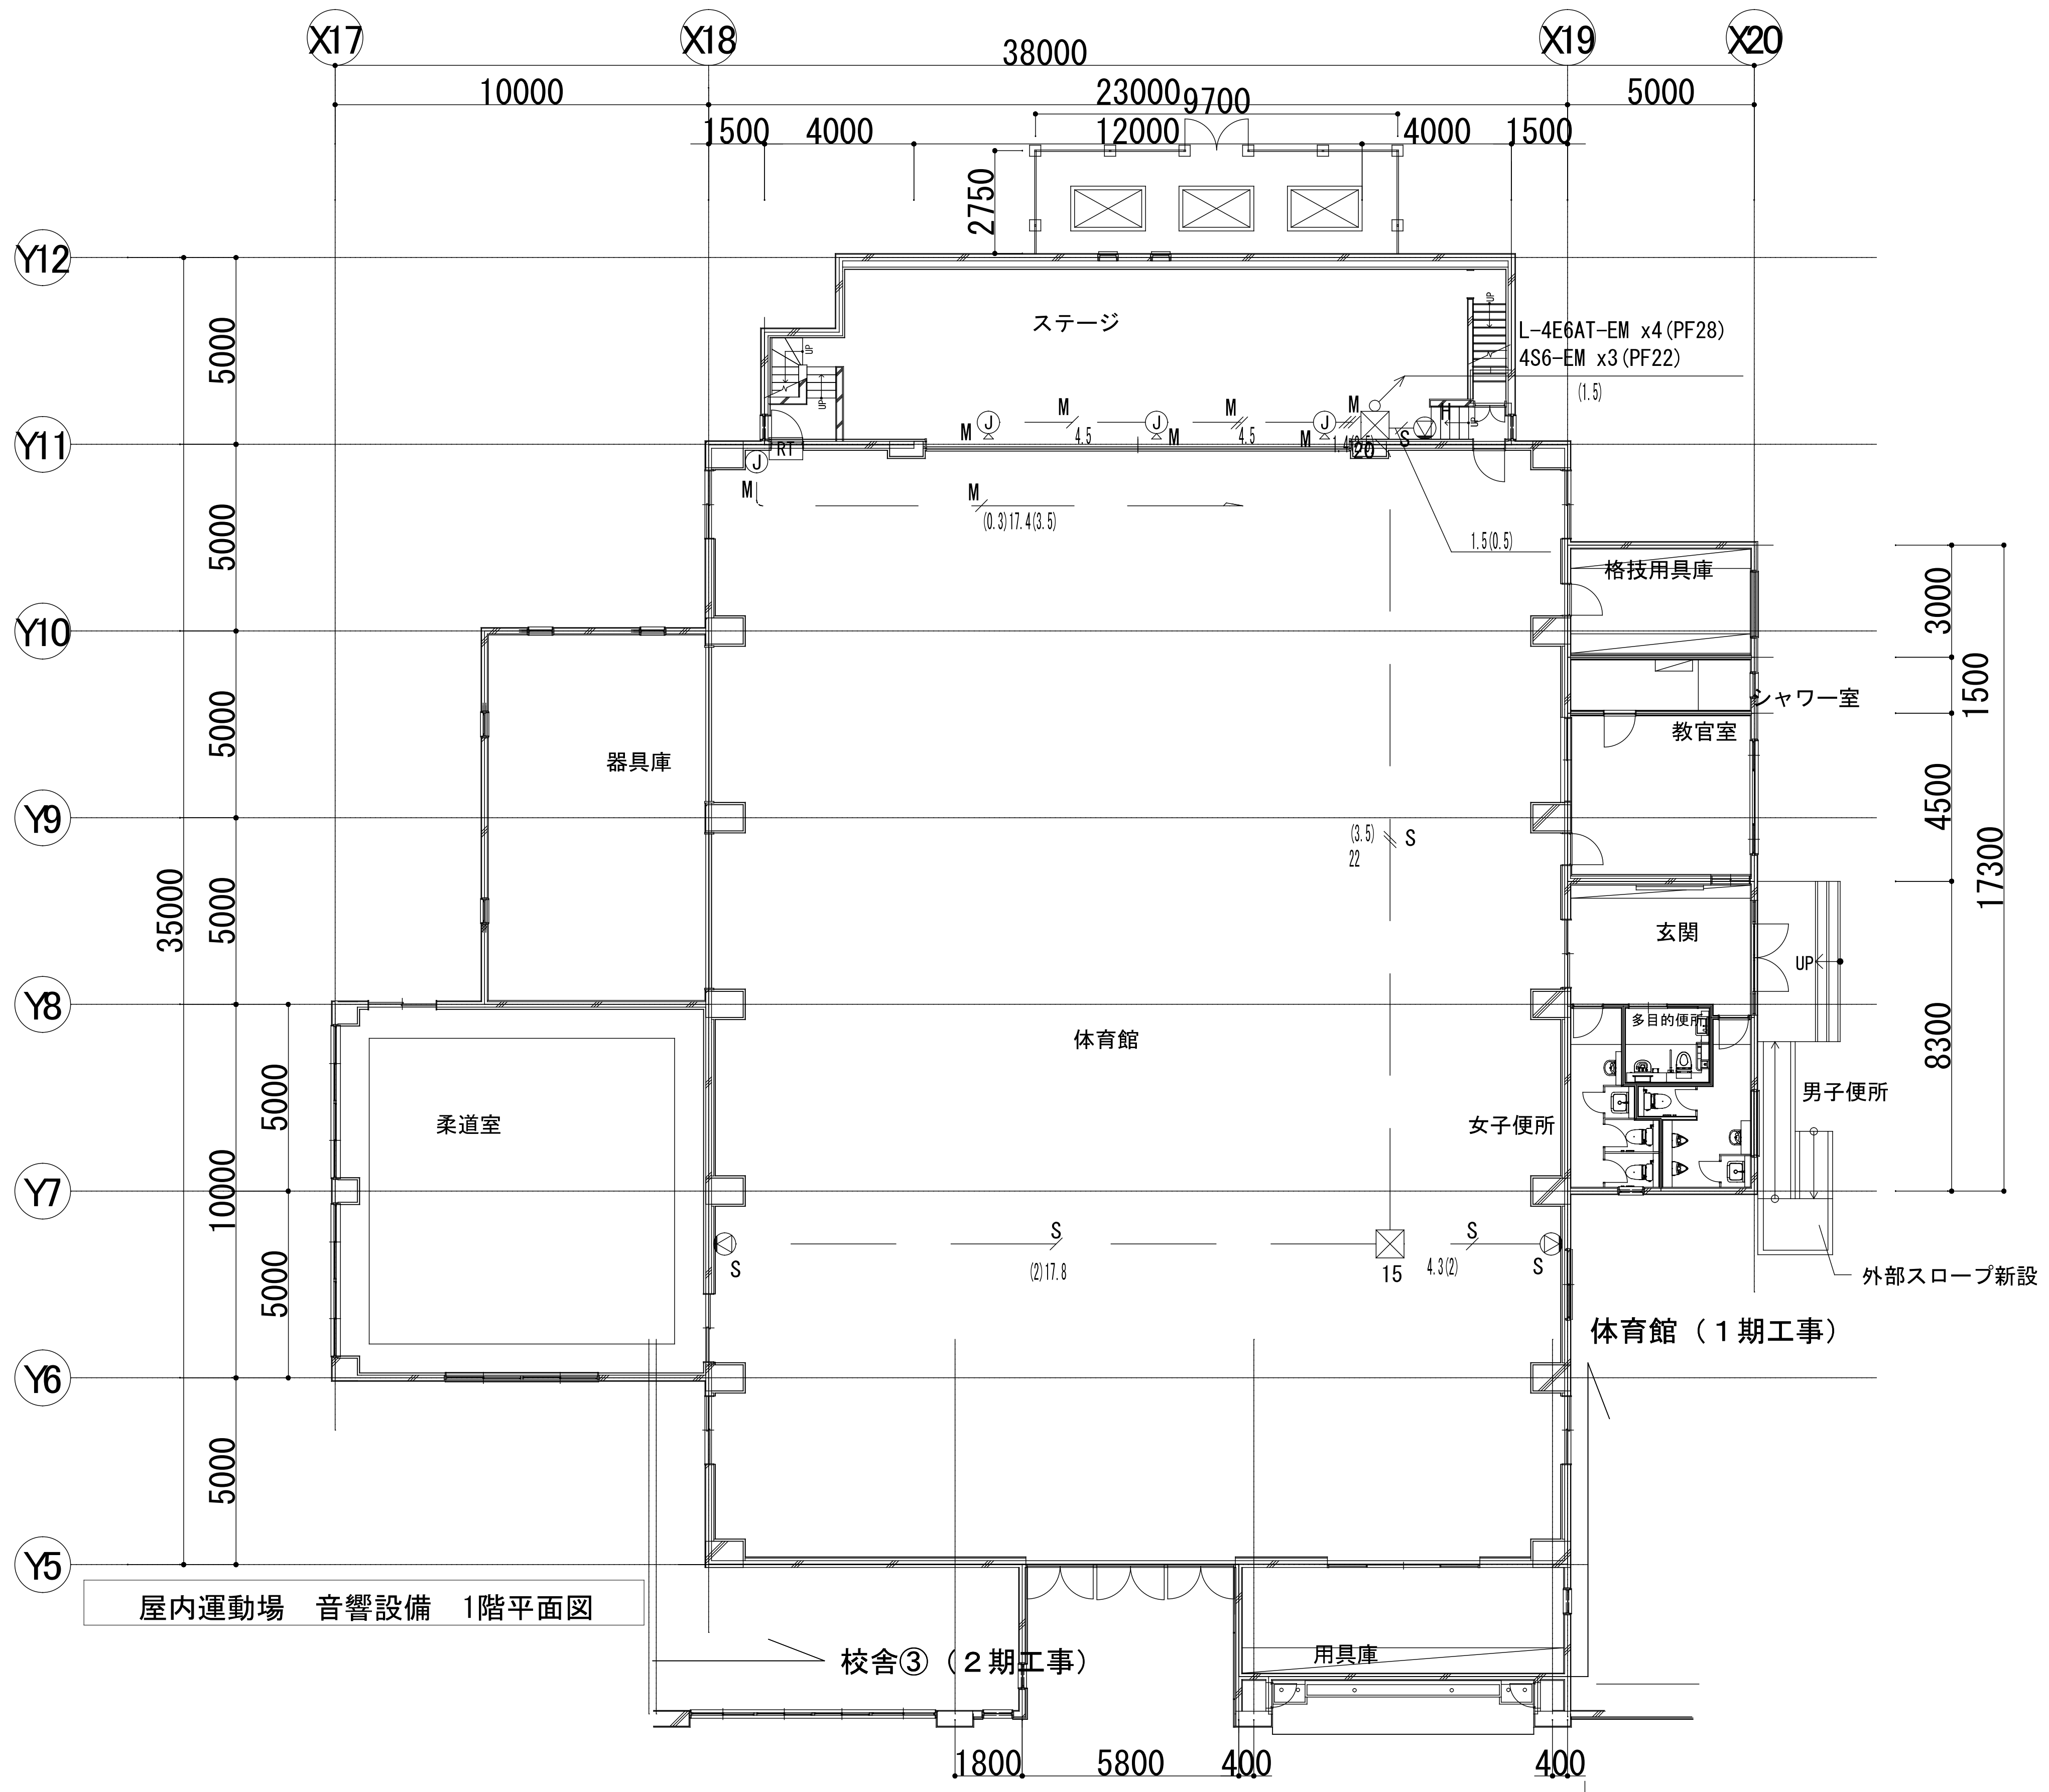 X17
X18
X19
X20
38000
10000
23000
5000
9700
1500
4000
12000
4000
1500
2750
Y12
ステージ
UP
UP
UP
L-4E6AT-EM x4(PF28)
4S6-EM x3(PF22)
(1.5)
5000
M
M
M
H
UP
J
J
J
M
4.5
M
4.5
M
S
Y11
RT
20
J
M
M
(0.3)17.4(3.5)
1.5(0.5)
5000
格技用具庫
3000
Y10
1500
シャワー室
教官室
5000
器具庫
4500
Y9
(3.5)
22
S
17300
35000
5000
玄関
UP
Y8
多目的便所
体育館
8300
5000
柔道室
女子便所
男子便所
10000
Y7
S
S
S
(2)17.8
15
4.3(2)
S
5000
外部スロープ新設
体育館（１期工事）
Y6
5000
Y5
屋内運動場　音響設備　1階平面図
校舎③（２期工事）
用具庫
1800
5800
400
400